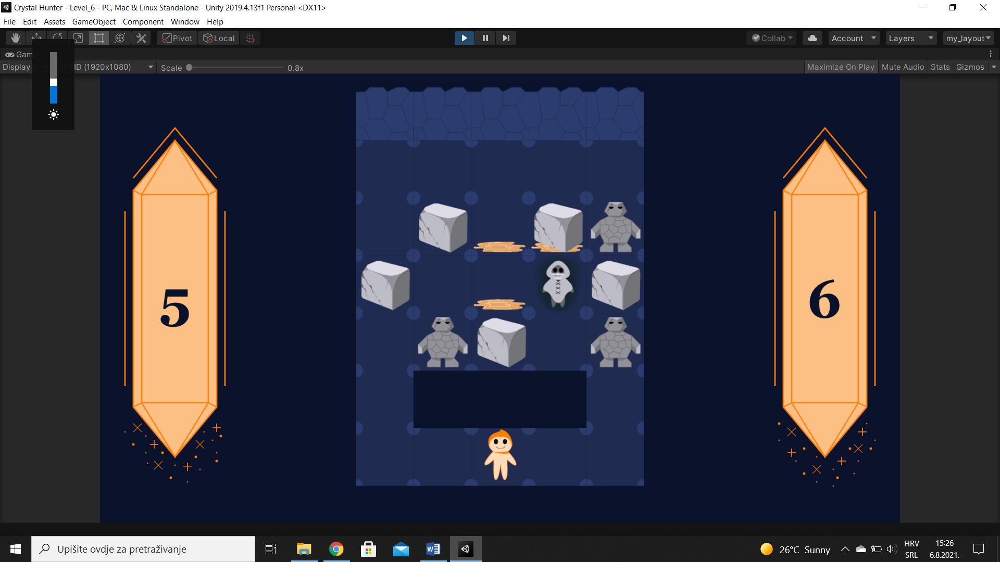 Crystal Hunter - Level_6 - PC, Mac & Linux Standalone - Unity 2019.4.13f1 Personal <DX11>
File Edit Assets GameObject Component Window Help
Pivot Local Collab Account Layers my_layout
Gam
Display HD (1920x1080) Scale 0.8x Maximize On Play Mute Audio Stats Gizmos
5
6
Upišite ovdje za pretraživanje
26°C Sunny
HRV
SRL
15:26
6.8.2021.